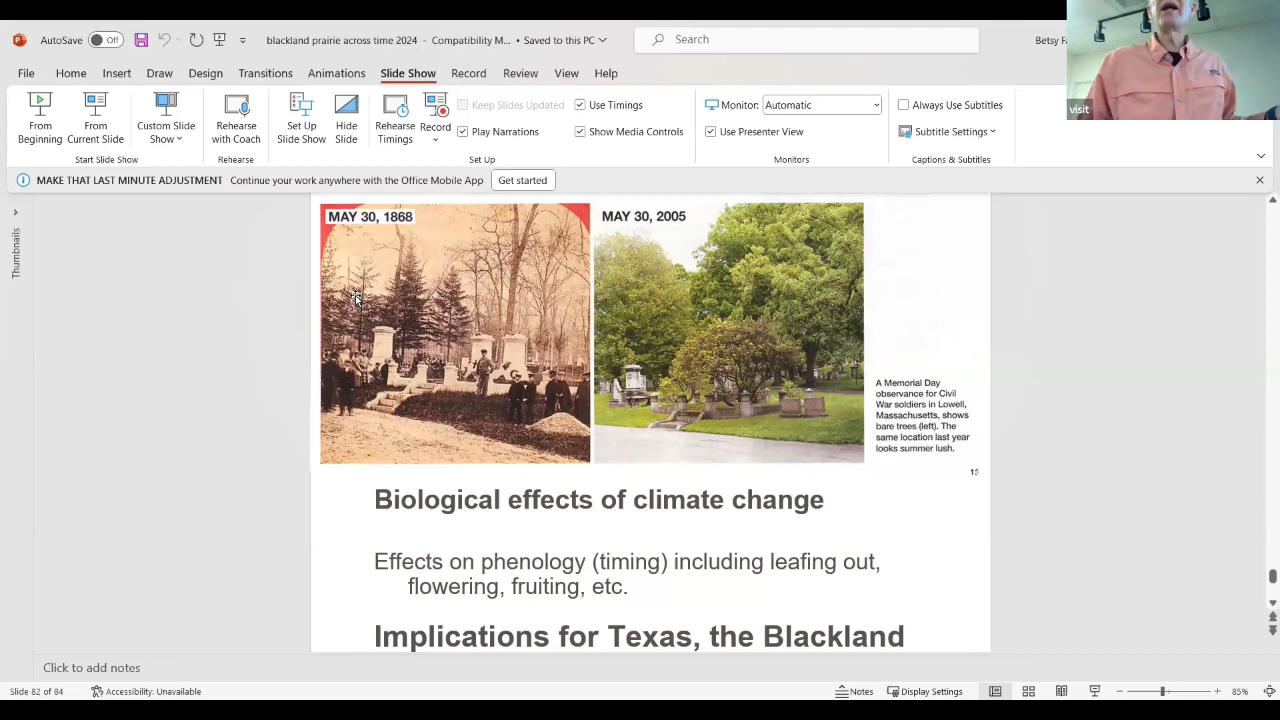 AutoSave Off
blackland prairie across time 2024 - Compatibility M... • Saved to this PC
Search
visit
File Home Insert Draw Design Transitions Animations Slide Show Record Review View Help
From Beginning
From Current Slide
Custom Slide Show
Start Slide Show
Rehearse with Coach
Rehearse
Set Up Slide Show
Hide Slide
Rehearse Timings
Record
Keep Slides Updated
Play Narrations
Use Timings
Show Media Controls
Set Up
Monitor: Automatic
Use Presenter View
Monitors
Always Use Subtitles
Subtitle Settings
Captions & Subtitles
MAKE THAT LAST MINUTE ADJUSTMENT Continue your work anywhere with the Office Mobile App Get started
Thumbnails
MAY 30, 1868
MAY 30, 2005
A Memorial Day
observance for Civil
War soldiers in Lowell,
Massachusetts, shows
bare trees (left). The
same location last year
looks summer lush.
Biological effects of climate change
Effects on phenology (timing) including leafing out,
flowering, fruiting, etc.
Implications for Texas, the Blackland
Click to add notes
Slide 82 of 84 Accessibility: Unavailable Notes Display Settings 85%